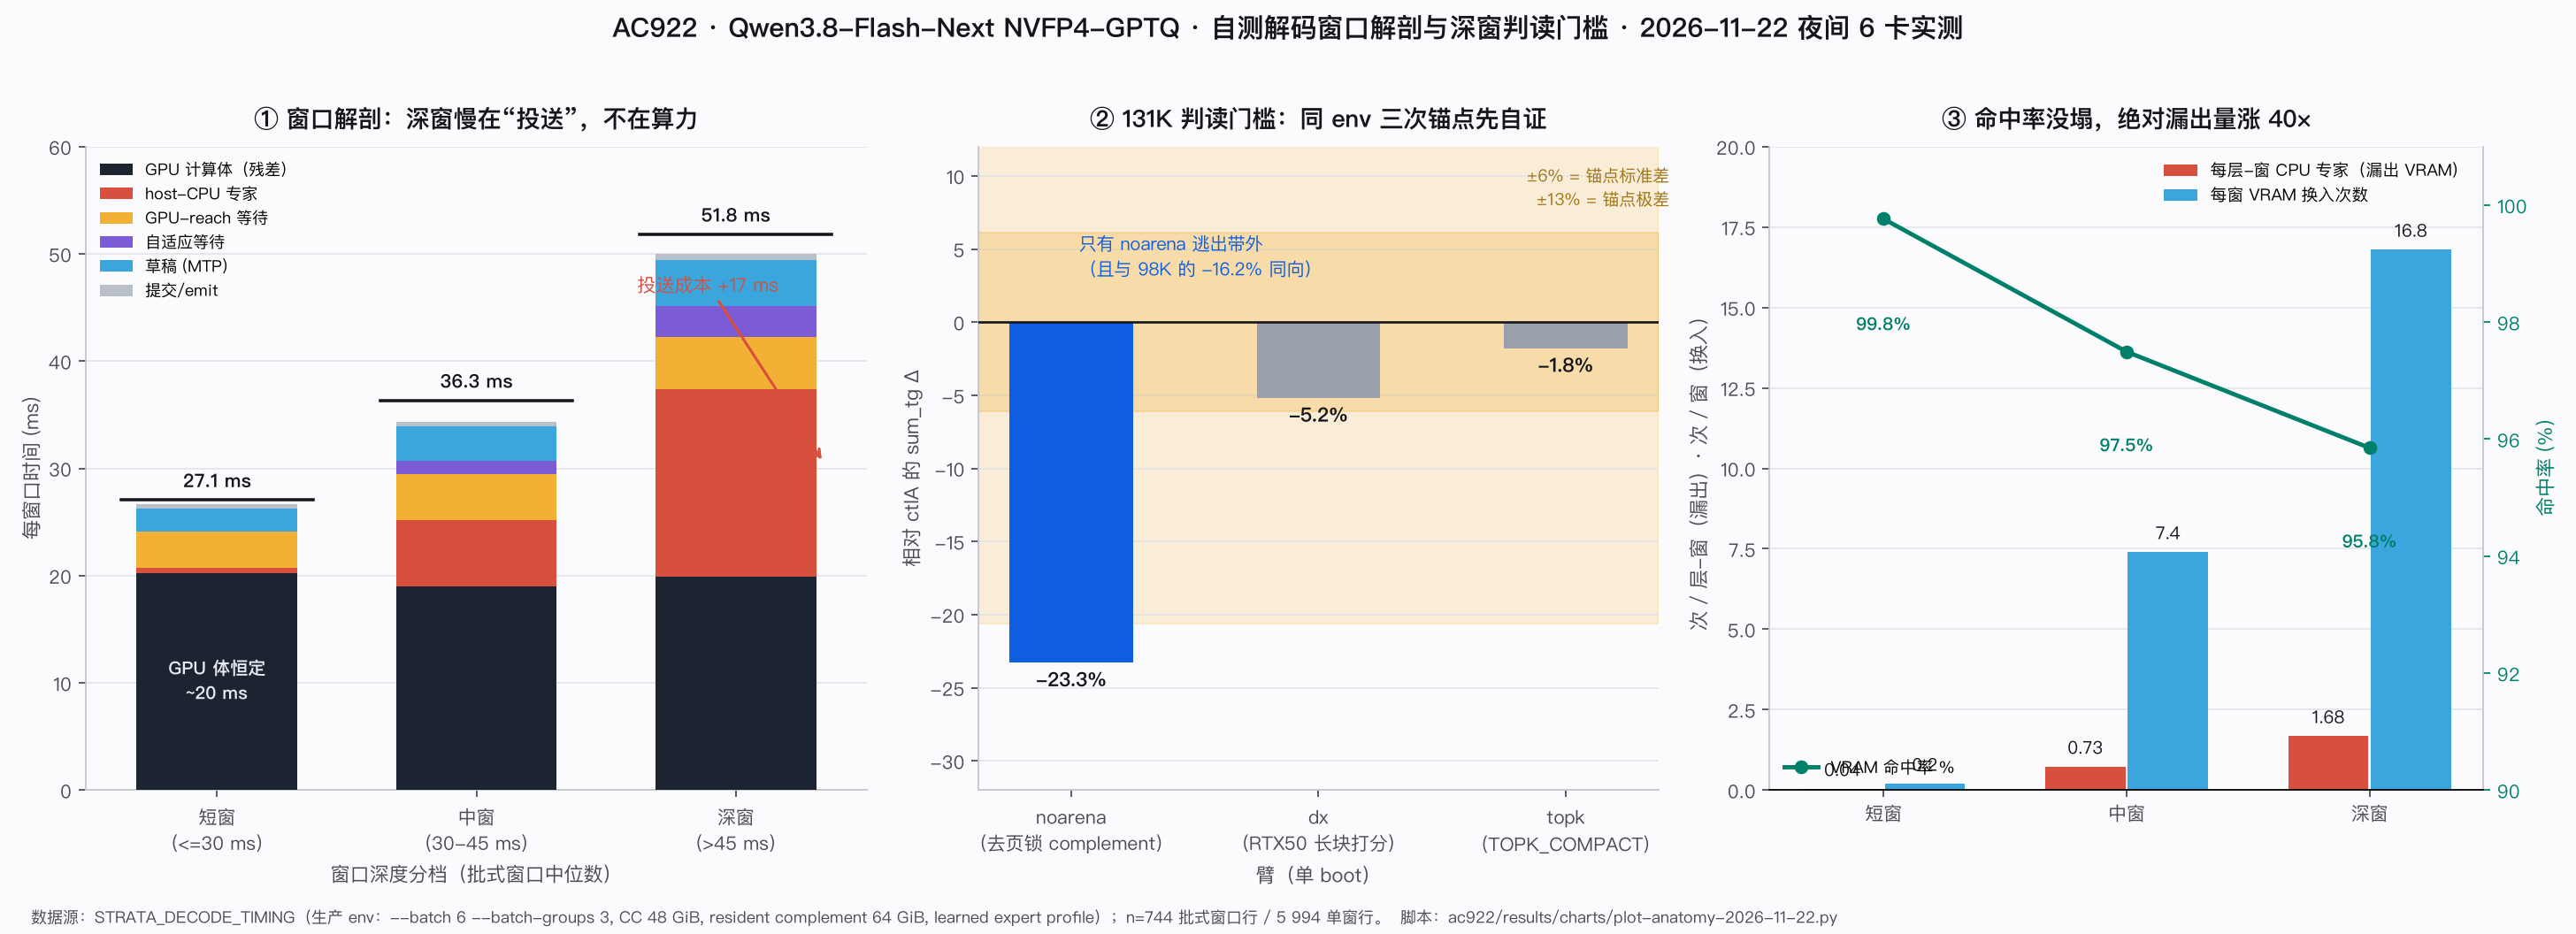 AC922 · Qwen3.8-Flash-Next NVFP4-GPTQ · 自测解码窗口解剖与深窗判读门槛 · 2026-11-22 夜间 6 卡实测
① 窗口解剖：深窗慢在“投送”，不在算力
60
50
40
30
20
10
0
每窗口时间 (ms)
GPU 计算体（残差）
host-CPU 专家
GPU-reach 等待
自适应等待
草稿 (MTP)
提交/emit
27.1 ms
36.3 ms
51.8 ms
投送成本 +17 ms
GPU 体恒定
~20 ms
短窗
(<=30 ms)
中窗
(30-45 ms)
深窗
(>45 ms)
窗口深度分档（批式窗口中位数）
② 131K 判读门槛：同 env 三次锚点先自证
10
5
0
-5
-10
-15
-20
-25
-30
相对 ctlA 的 sum_tg Δ
±6% = 锚点标准差
±13% = 锚点极差
只有 noarena 逃出带外
（且与 98K 的 -16.2% 同向）
-23.3%
-5.2%
-1.8%
noarena
(去页锁 complement)
dx
(RTX50 长块打分)
topk
(TOPK_COMPACT)
臂（单 boot）
③ 命中率没塌，绝对漏出量涨 40×
20.0
17.5
15.0
12.5
10.0
7.5
5.0
2.5
0.0
次 / 层-窗（漏出）· 次 / 窗（换入）
每层-窗 CPU 专家（漏出 VRAM）
每窗 VRAM 换入次数
99.8%
97.5%
95.8%
0.04
0.2
0.73
7.4
1.68
16.8
VRAM 命中率 %
短窗
中窗
深窗
100
98
96
94
92
90
命中率 (%)
数据源：STRATA_DECODE_TIMING（生产 env：--batch 6 --batch-groups 3, CC 48 GiB, resident complement 64 GiB, learned expert profile）；n=744 批式窗口行 / 5 994 单窗行。 脚本：ac922/results/charts/plot-anatomy-2026-11-22.py